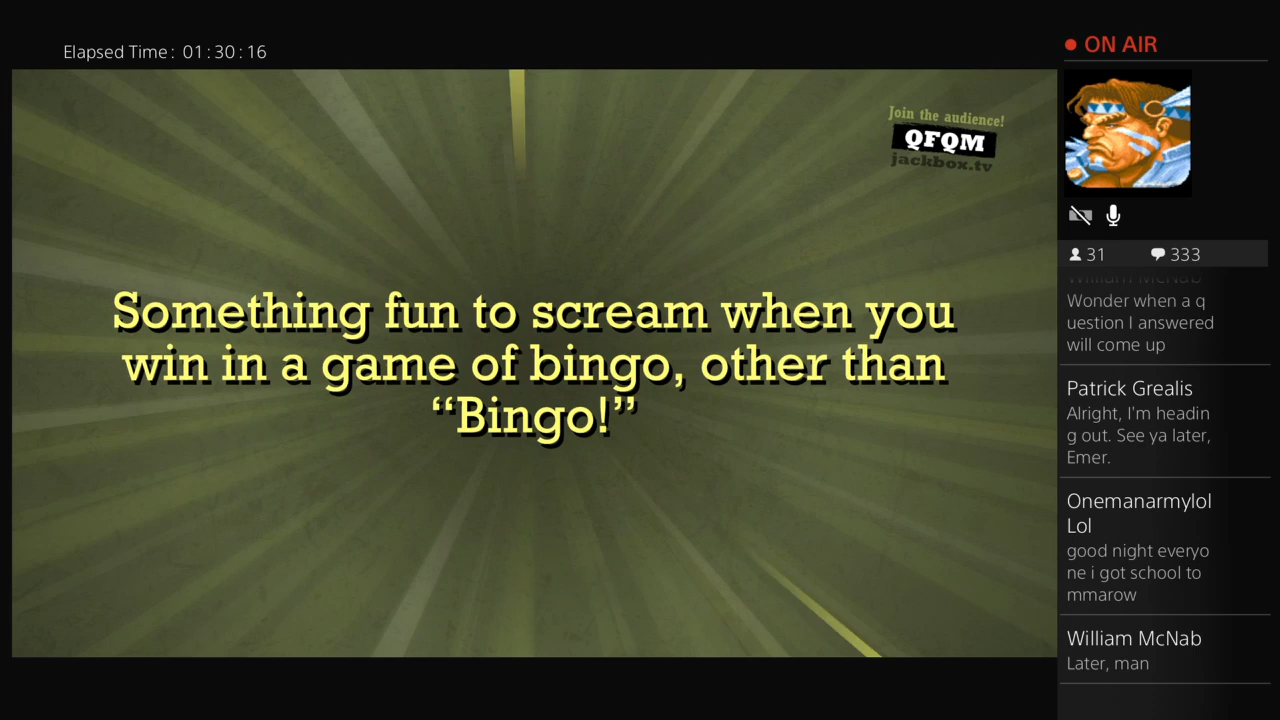 Elapsed Time: 01:30:16
ON AIR
Join the audience!
QFQM
jackbox.tv
Something fun to scream when you
win in a game of bingo, other than
“Bingo!”
31 333
William McNab
Wonder when a q
uestion I answered
will come up
Patrick Grealis
Alright, I'm headin
g out. See ya later,
Emer.
Onemanarmylol
Lol
good night everyo
ne i got school to
mmarow
William McNab
Later, man